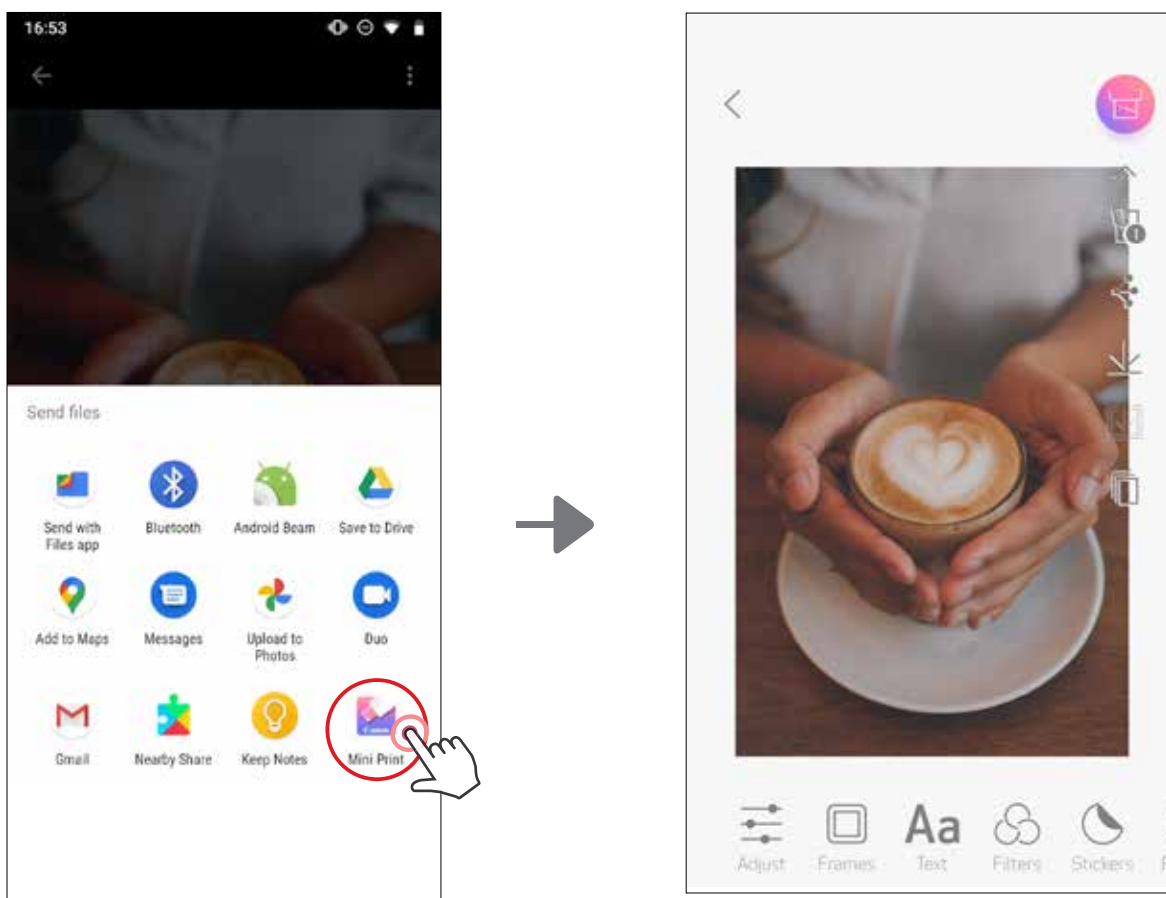 16:53
Send files
Send with Bluetooth Android Beam Save to Drive
Files app
Add to Maps Messages Upload to Duo
Photos
Gmail Nearby Share Keep Notes Mini Print
Aa
Adjust Frames Text Filters Stickers